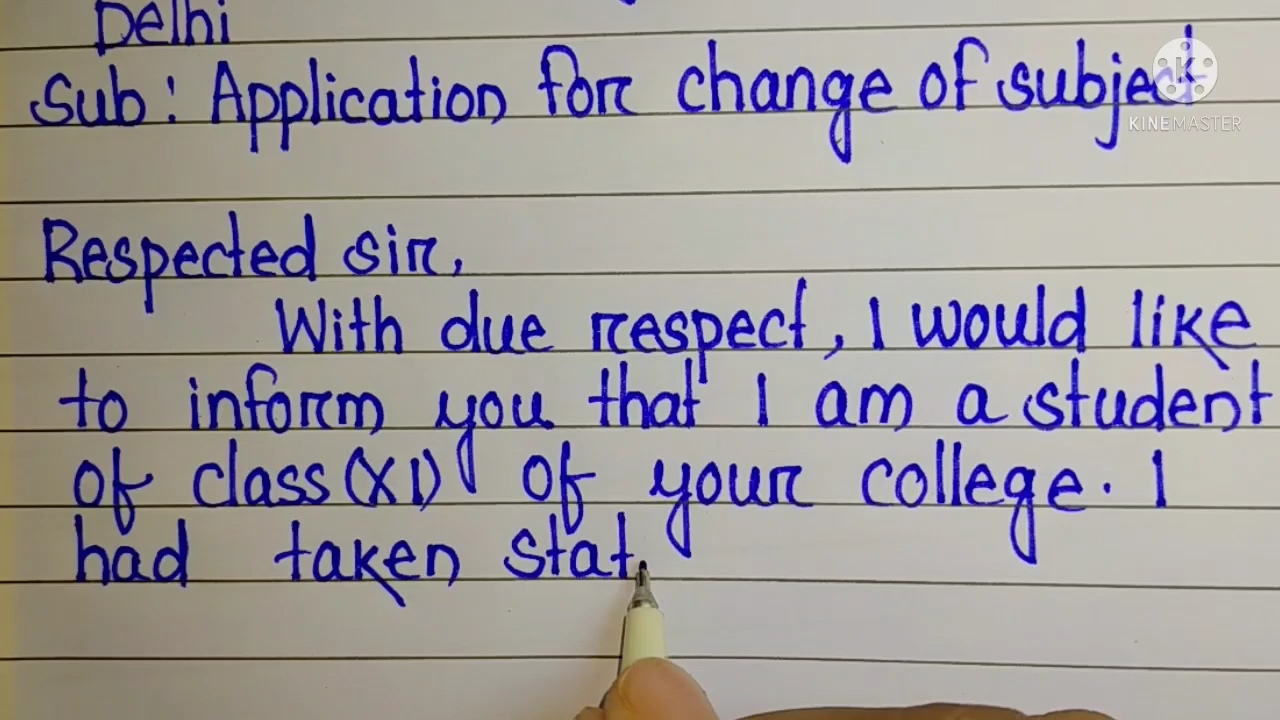 Delhi
Sub: Application for change of subject
KINEMASTER
Respected sir,
With due respect, I would like
to inform you that I am a student
of class (XI) of your college. I
had taken stat